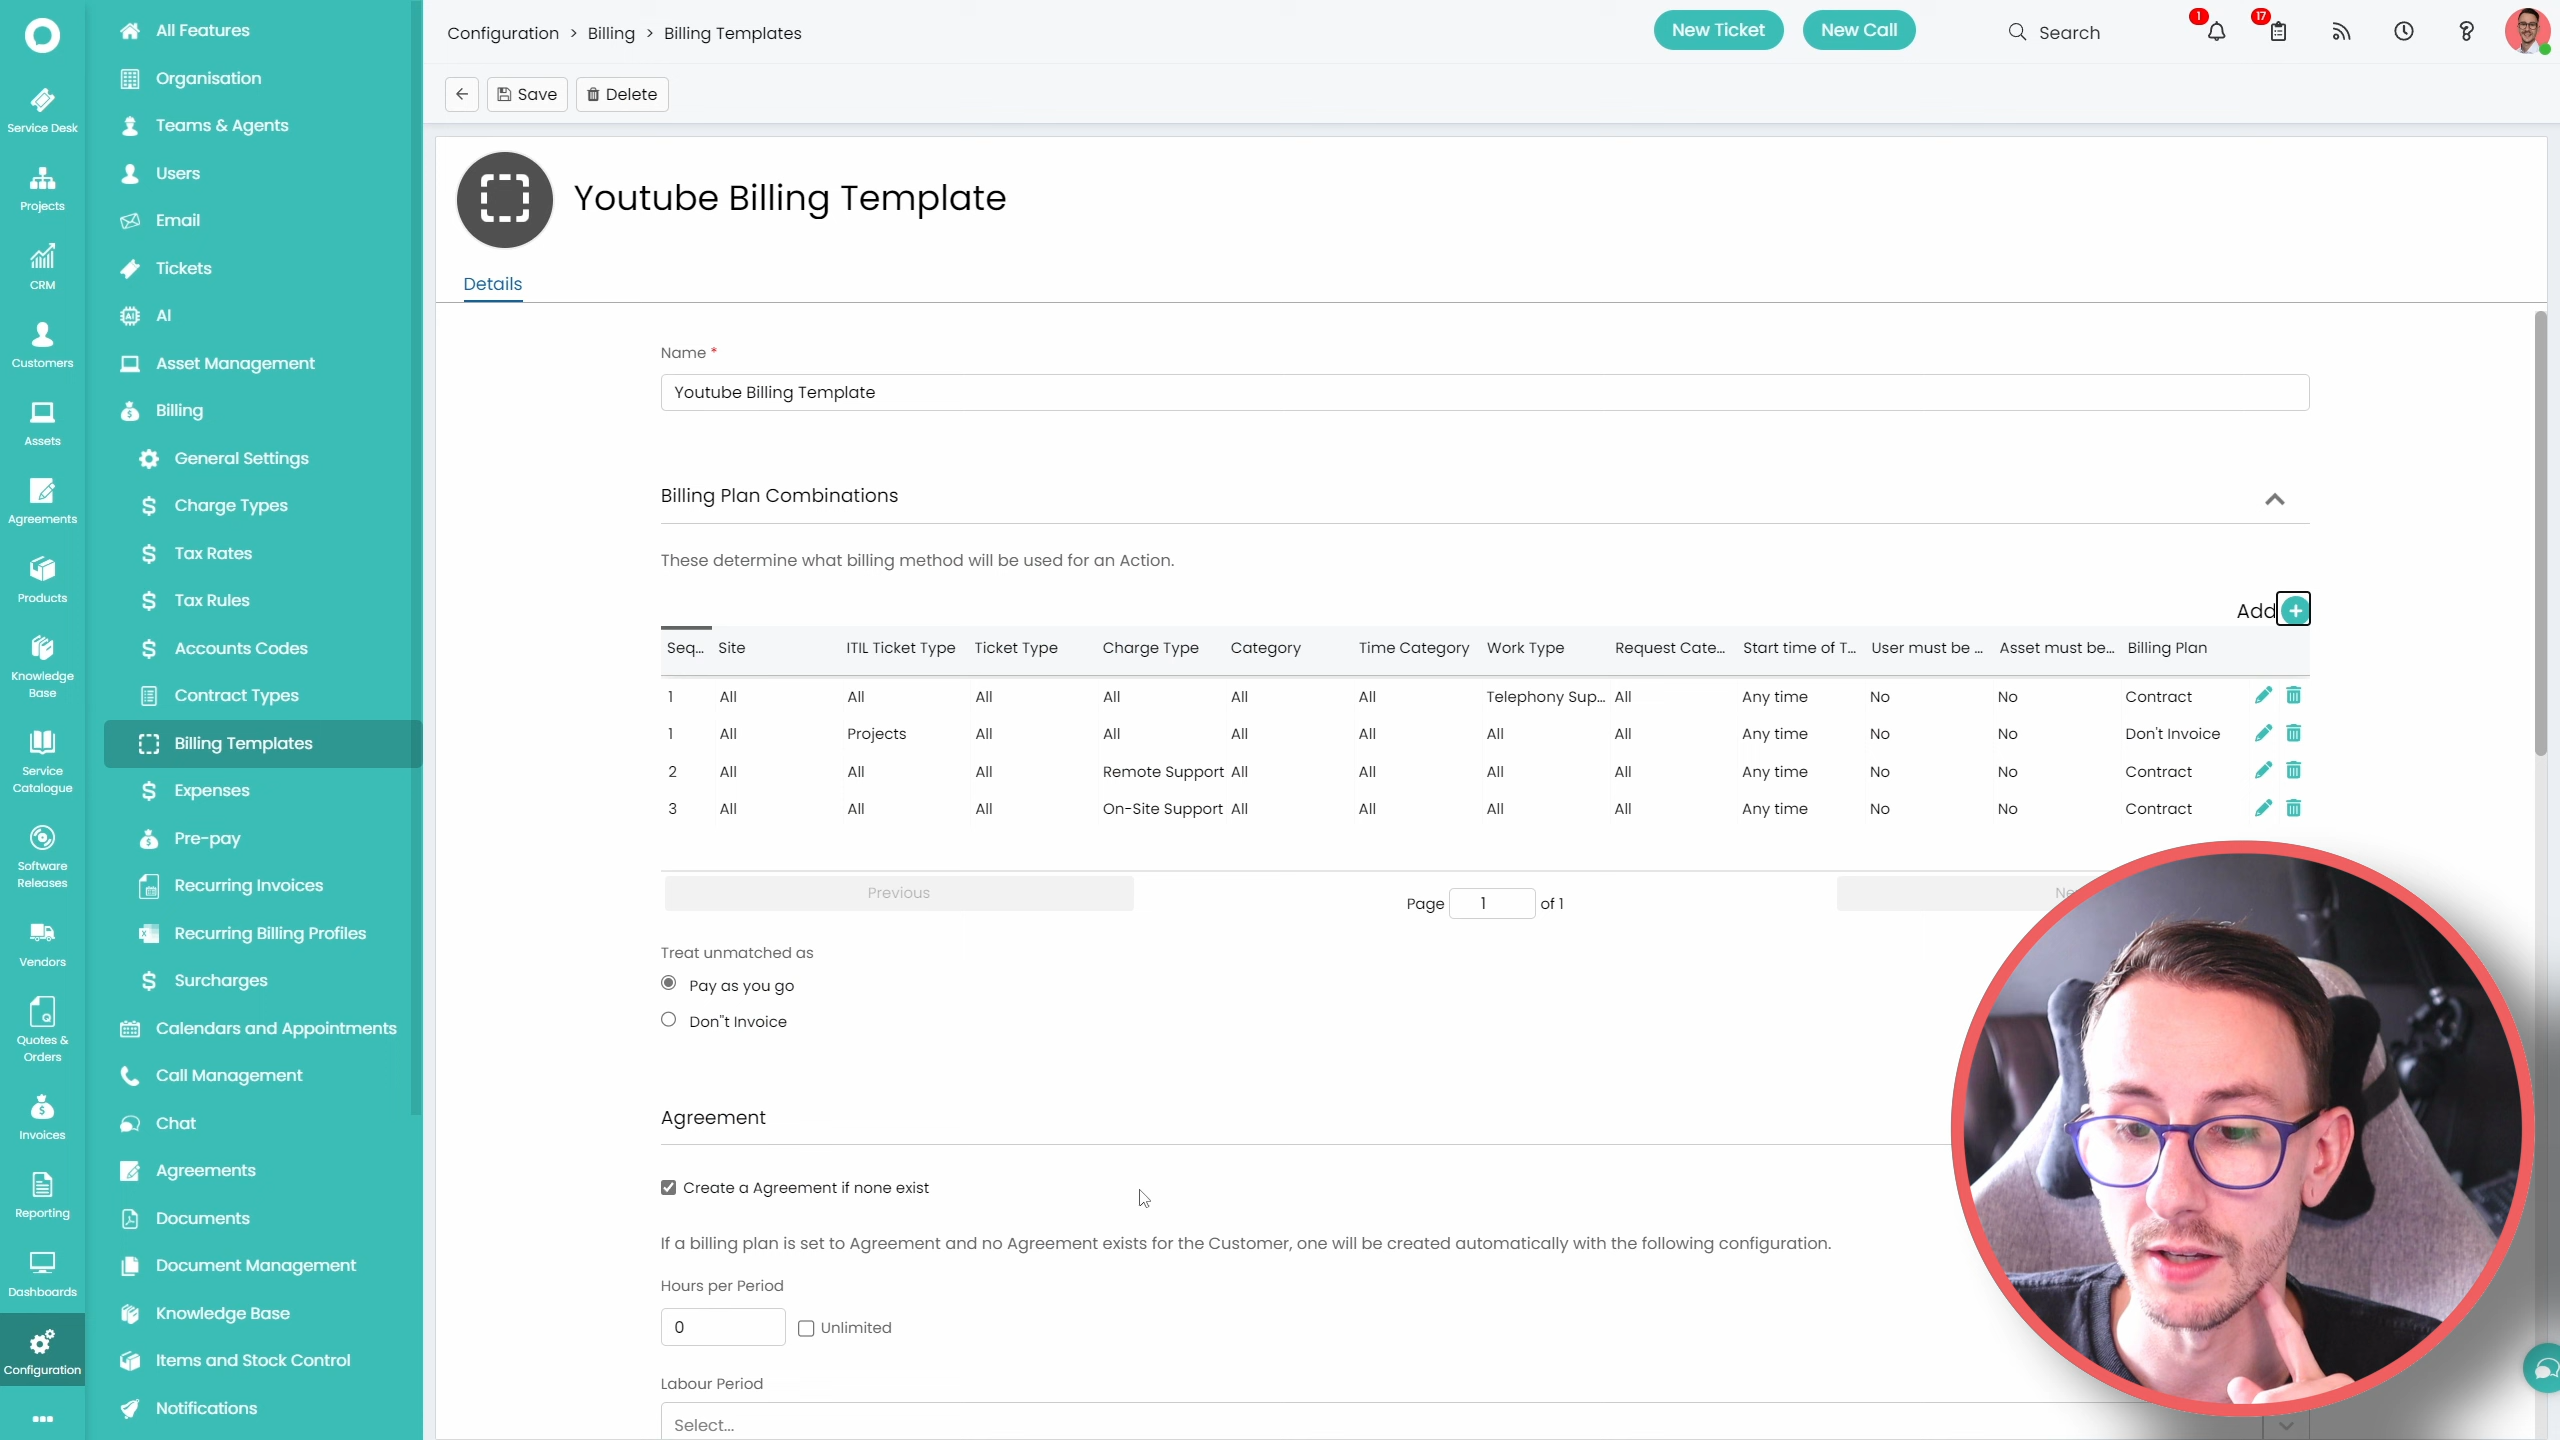 Configuration > Billing > Billing Templates
New Ticket
New Call
Search
1
17
Save
Delete
Service Desk
Projects
CRM
Customers
Assets
Agreements
Products
Knowledge
Base
Service
Catalogue
Software
Releases
Vendors
Quotes &
Orders
Invoices
Reporting
Dashboards
Configuration
All Features
Organisation
Teams & Agents
Users
Email
Tickets
AI
Asset Management
Billing
General Settings
Charge Types
Tax Rates
Tax Rules
Accounts Codes
Contract Types
Billing Templates
Expenses
Pre-pay
Recurring Invoices
Recurring Billing Profiles
Surcharges
Calendars and Appointments
Call Management
Chat
Agreements
Documents
Document Management
Knowledge Base
Items and Stock Control
Notifications
Youtube Billing Template
Details
Name *
Youtube Billing Template
Billing Plan Combinations
These determine what billing method will be used for an Action.
Add
Seq... Site ITIL Ticket Type Ticket Type Charge Type Category Time Category Work Type Request Cate... Start time of T... User must be ... Asset must be... Billing Plan
1 All All All All All All Telephony Sup... All Any time No No Contract
1 All Projects All All All All All All Any time No No Don't Invoice
2 All All All Remote Support All All All All Any time No No Contract
3 All All All On-Site Support All All All All Any time No No Contract
Previous
Page 1 of 1
Treat unmatched as
Pay as you go
Don"t Invoice
Agreement
Create a Agreement if none exist
If a billing plan is set to Agreement and no Agreement exists for the Customer, one will be created automatically with the following configuration.
Hours per Period
0
Unlimited
Labour Period
Select...